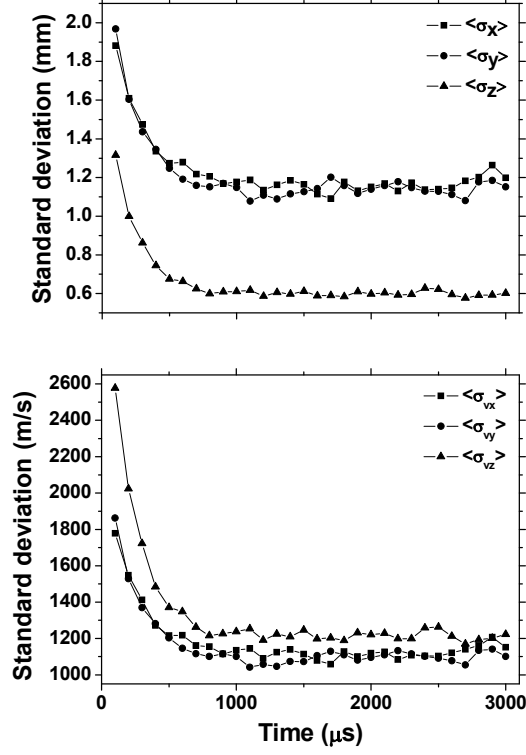 Standard deviation (mm)
2.0
1.8
1.6
1.4
1.2
1.0
0.8
0.6
<σx>
<σy>
<σz>
Standard deviation (m/s)
2600
2400
2200
2000
1800
1600
1400
1200
1000
<σvx>
<σvy>
<σvz>
0 1000 2000 3000
Time (μs)